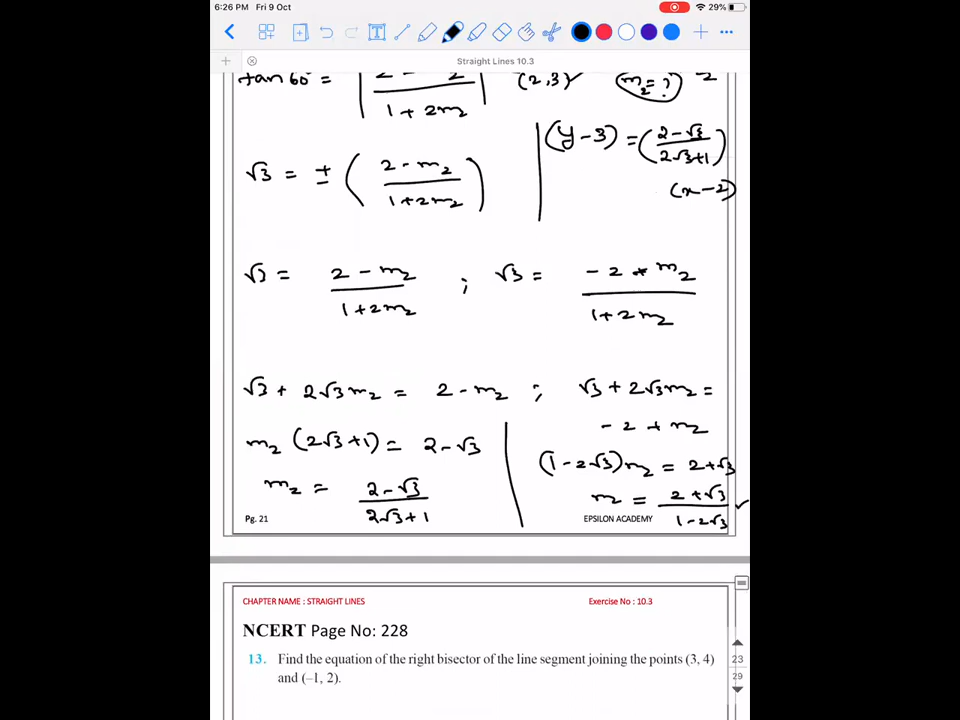 6:26 PM Fri 9 Oct 29%
Straight Lines 10.3
tan 60° = | 2 - m₂ / 1 + 2m₂ | (2,3) m₂ = ? 2
(y - 3) = (2 - √3 / 2√3 + 1)
(x - 2)
√3 = ± ( 2 - m₂ / 1 + 2m₂ )
√3 = 2 - m₂ / 1 + 2m₂ ; √3 = - 2 + m₂ / 1 + 2m₂
√3 + 2√3 m₂ = 2 - m₂ ; √3 + 2√3 m₂ =
- 2 + m₂
m₂ (2√3 + 1) = 2 - √3
(1 - 2√3) m₂ = 2 + √3
m₂ = 2 - √3 / 2√3 + 1
m = 2 + √3 / 1 - 2√3 ✓
Pg. 21 EPSILON ACADEMY
CHAPTER NAME : STRAIGHT LINES Exercise No : 10.3
NCERT Page No: 228
13. Find the equation of the right bisector of the line segment joining the points (3, 4)
and (–1, 2).
23
29